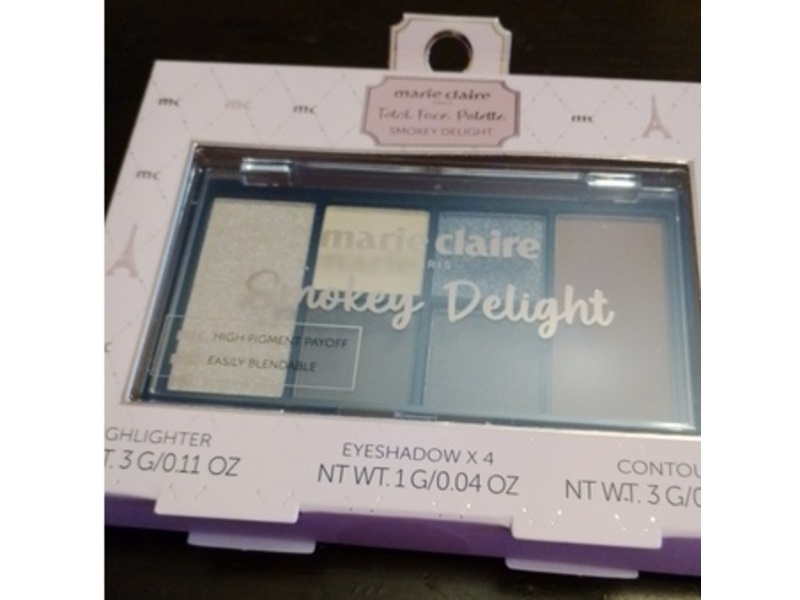 marie claire
Total Face Palette
SMOKEY DELIGHT
mc mc mc mc
mc
marie claire
RIS
Smokey Delight
HIGH PIGMENT PAYOFF
EASILY BLENDABLE
GHLIGHTER
T. 3 G/0.11 OZ
EYESHADOW X 4
NT WT. 1 G/0.04 OZ
CONTOU
NT WT. 3 G/0